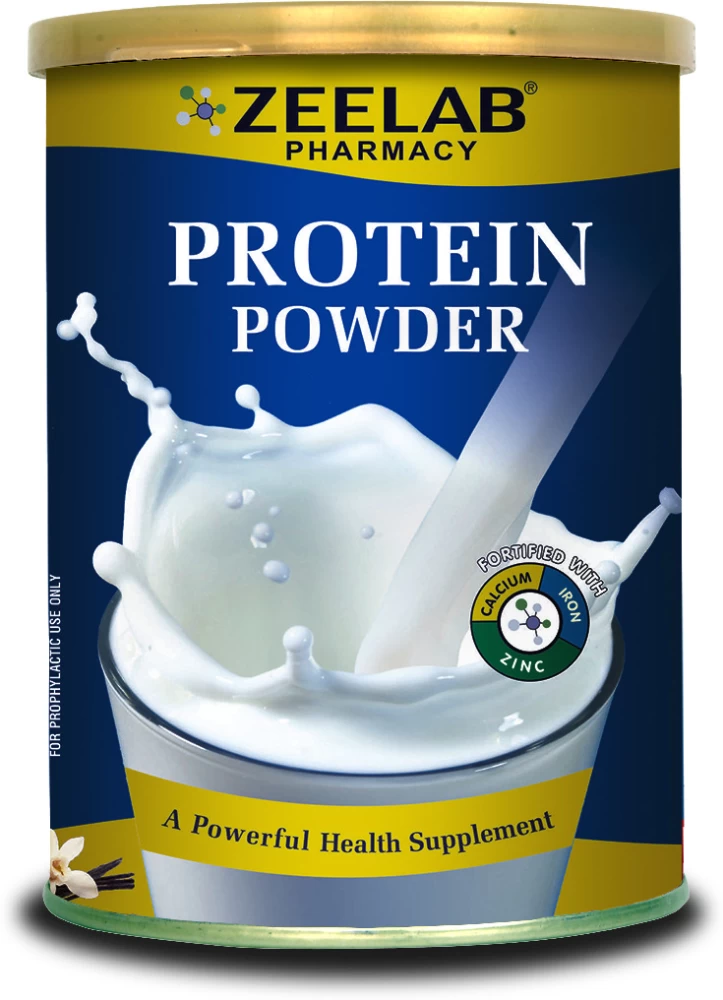 ZEELAB®
PHARMACY
PROTEIN
POWDER
FORTIFIED WITH
CALCIUM
IRON
ZINC
FOR PROPHYLACTIC USE ONLY
A Powerful Health Supplement